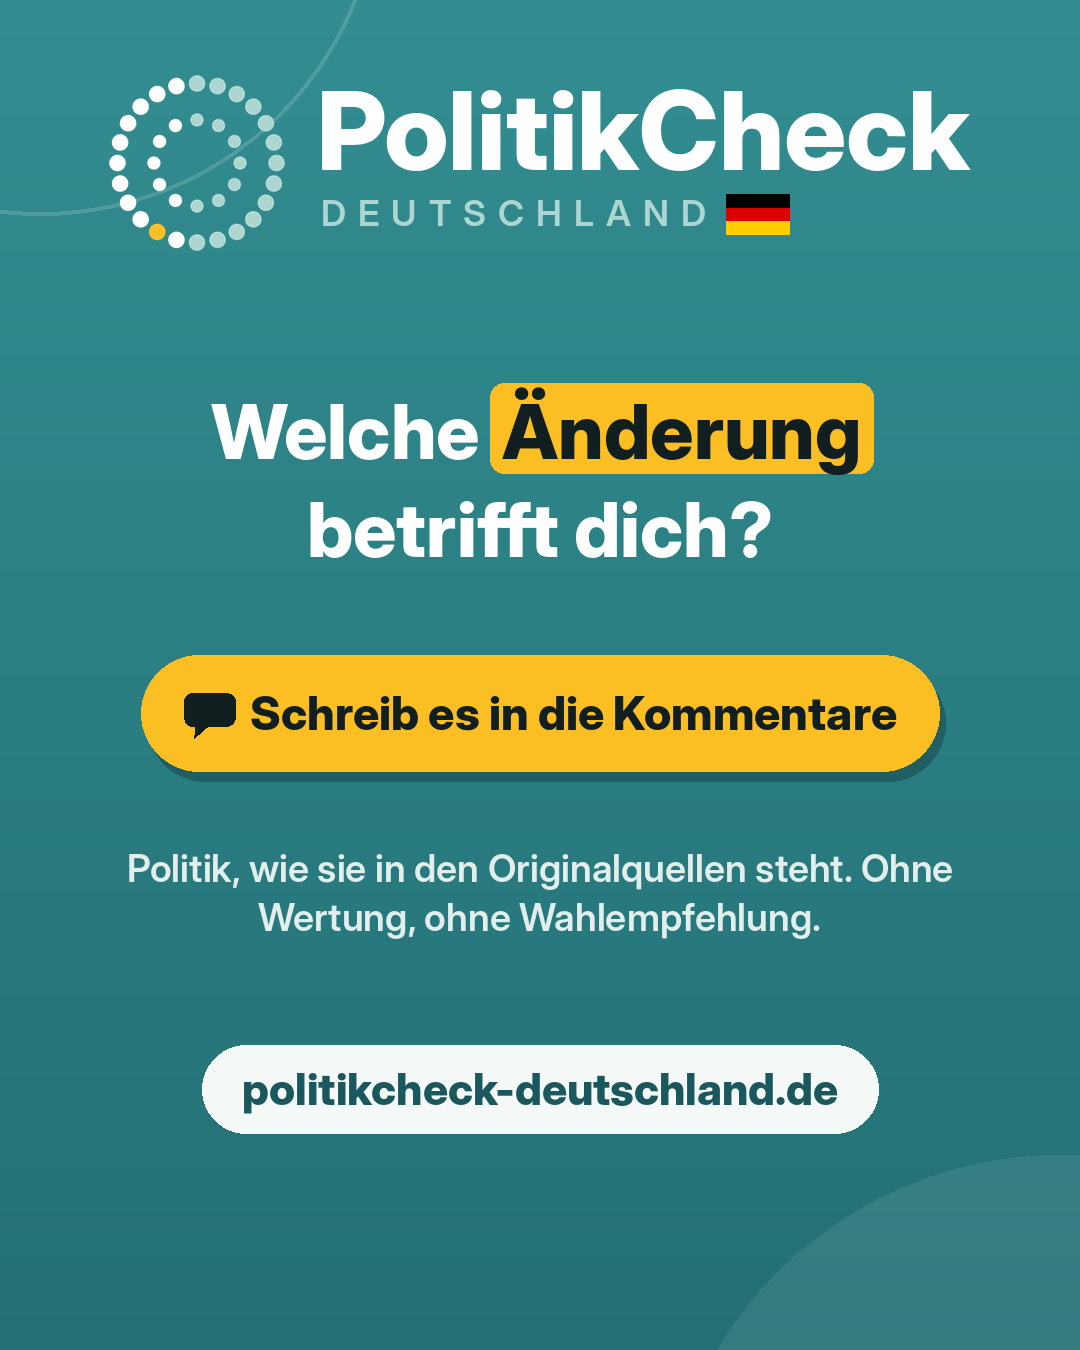 PolitikCheck
DEUTSCHLAND
Welche Änderung
betrifft dich?
Schreib es in die Kommentare
Politik, wie sie in den Originalquellen steht. Ohne
Wertung, ohne Wahlempfehlung.
politikcheck-deutschland.de